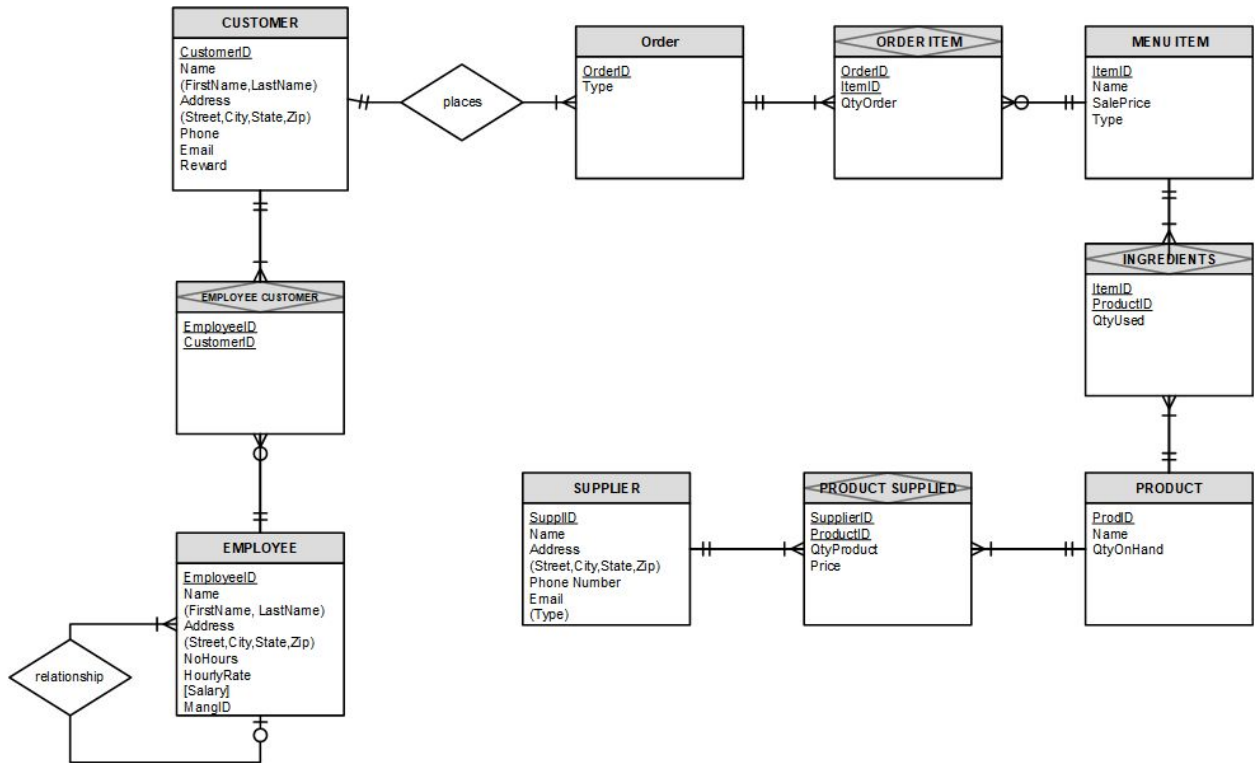 CUSTOMER
CustomerID
Name
(FirstName,LastName)
Address
(Street,City,State,Zip)
Phone
Email
Reward
places
Order
OrderID
Type
ORDER ITEM
OrderID
ItemID
QtyOrder
MENU ITEM
ItemID
Name
SalePrice
Type
EMPLOYEE CUSTOMER
EmployeeID
CustomerID
INGREDIENTS
ItemID
ProductID
QtyUsed
SUPPLIER
SupplID
Name
Address
(Street,City,State,Zip)
Phone Number
Email
(Type)
PRODUCT SUPPLIED
SupplierID
ProductID
QtyProduct
Price
PRODUCT
ProdID
Name
QtyOnHand
EMPLOYEE
EmployeeID
Name
(FirstName, LastName)
Address
(Street,City,State,Zip)
NoHours
HourlyRate
[Salary]
MangID
relationship